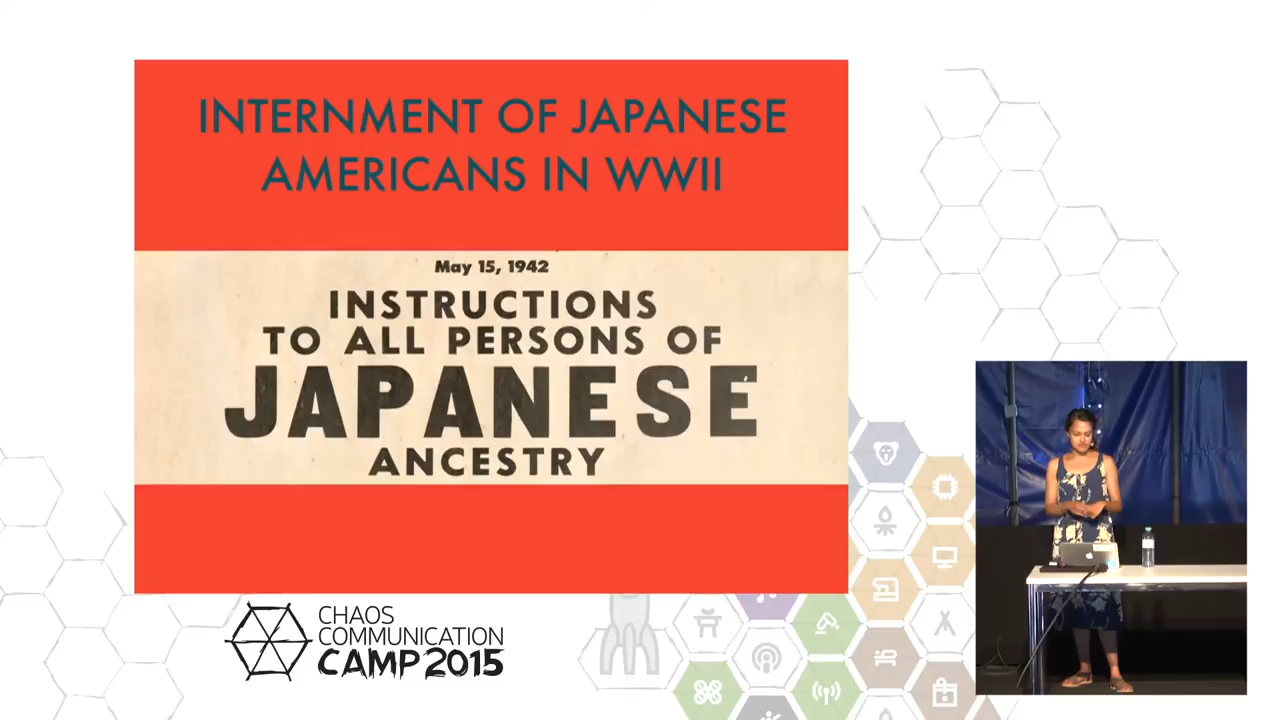 INTERNMENT OF JAPANESE
AMERICANS IN WWII
May 15, 1942
INSTRUCTIONS
TO ALL PERSONS OF
JAPANESE
ANCESTRY
CHAOS
COMMUNICATION
CAMP 2015